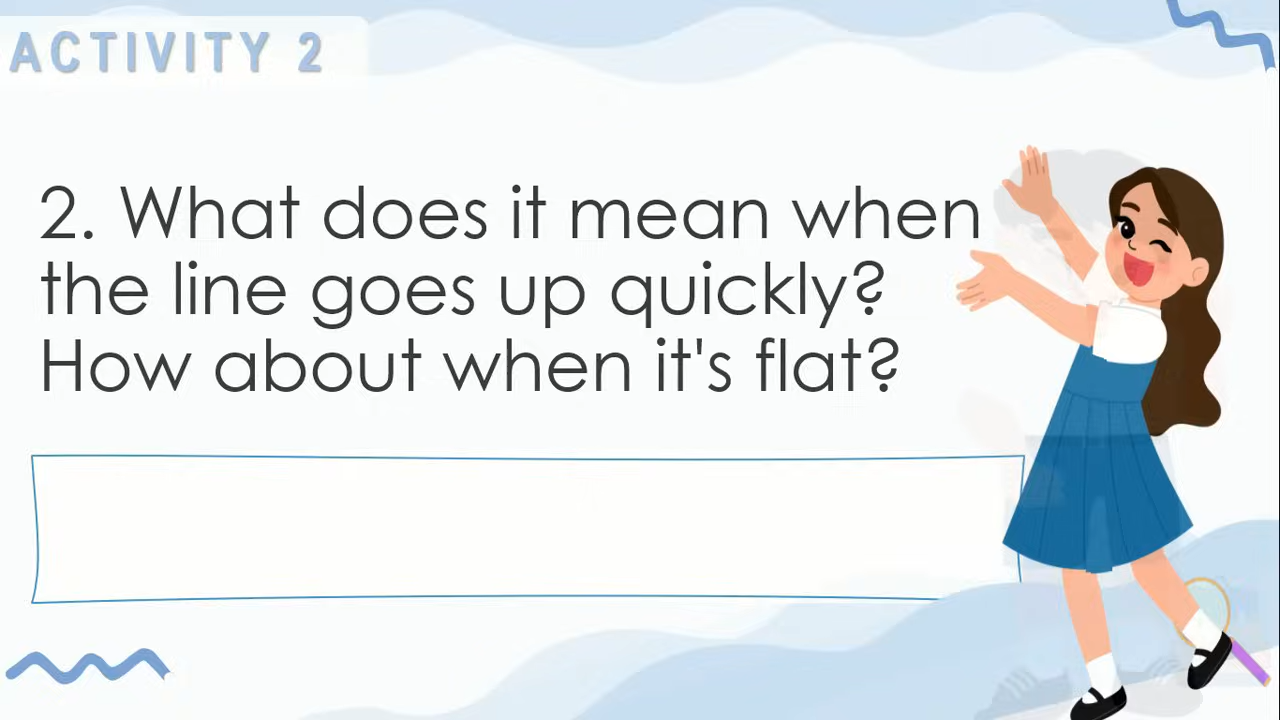 ACTIVITY 2
2. What does it mean when
the line goes up quickly?
How about when it's flat?